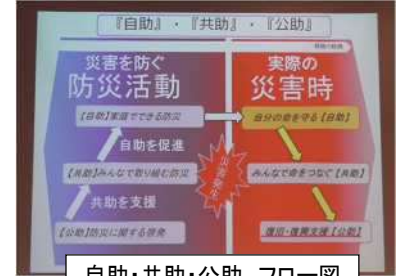 『自助』・『共助』・『公助』
災害を防ぐ
防災活動
【自助】家庭でできる防災
自助を促進
【共助】みんなで取り組む防災
共助を支援
【公助】防災に関する啓発
災害発生
実際の
災害時
自分の命を守る【自助】
みんなで命をつなぐ【共助】
復旧・復興支援【公助】
自助・共助・公助 フロー図